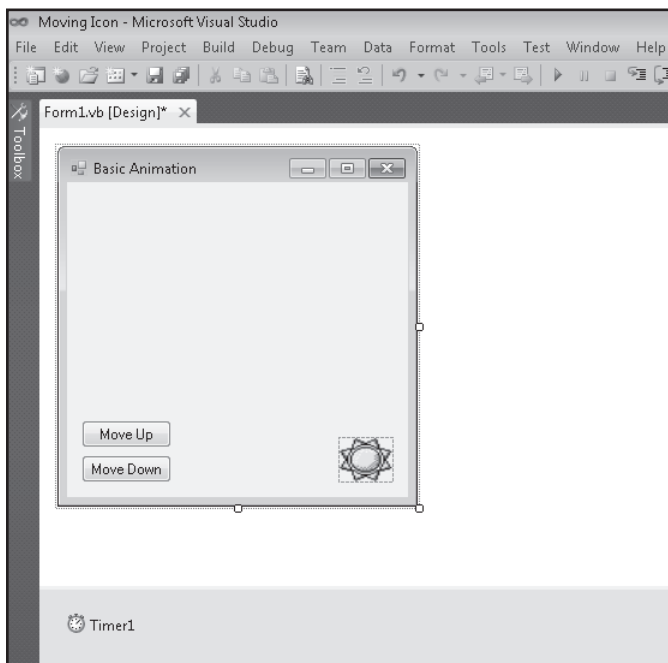 Moving Icon - Microsoft Visual Studio
File Edit View Project Build Debug Team Data Format Tools Test Window Help
Toolbox
Form1.vb [Design]*
Basic Animation
Move Up
Move Down
Timer1